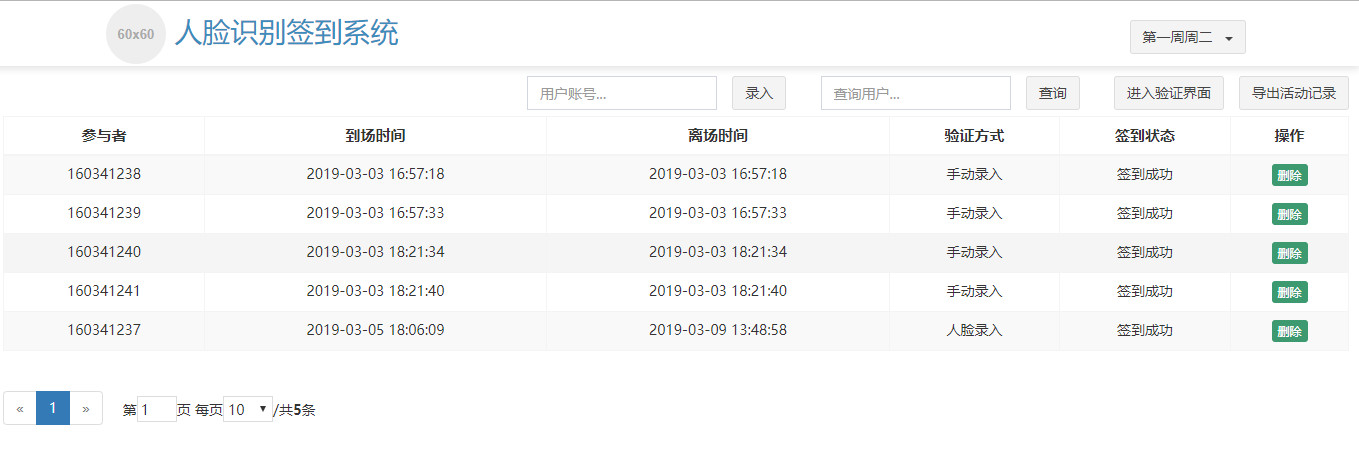 60x60 人脸识别签到系统 第一周周二
用户账号... 录入 查询用户... 查询 进入验证界面 导出活动记录
参与者 到场时间 离场时间 验证方式 签到状态 操作
160341238 2019-03-03 16:57:18 2019-03-03 16:57:18 手动录入 签到成功 删除
160341239 2019-03-03 16:57:33 2019-03-03 16:57:33 手动录入 签到成功 删除
160341240 2019-03-03 18:21:34 2019-03-03 18:21:34 手动录入 签到成功 删除
160341241 2019-03-03 18:21:40 2019-03-03 18:21:40 手动录入 签到成功 删除
160341237 2019-03-05 18:06:09 2019-03-09 13:48:58 人脸录入 签到成功 删除
« 1 » 第1页 每页10/共5条